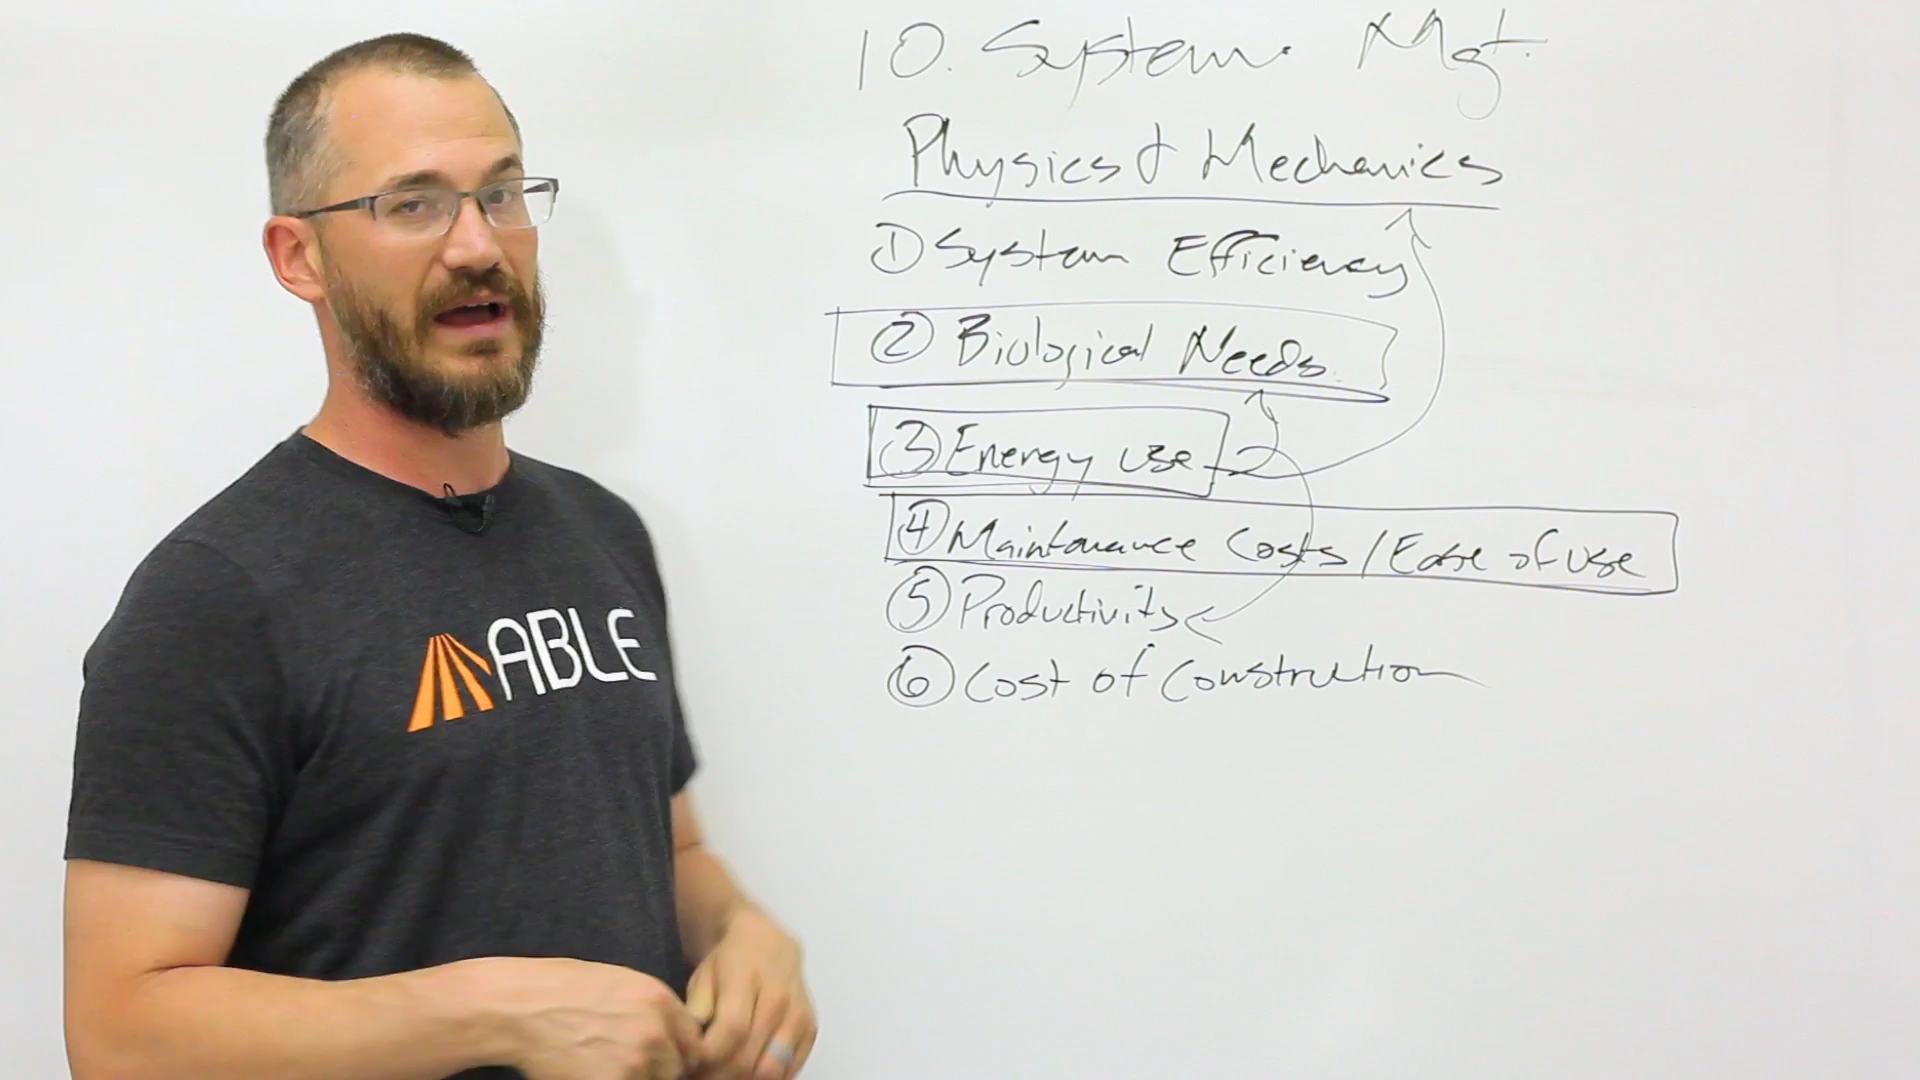 10. System Mgt.
Physics & Mechanics
① System Efficiency
② Biological Needs
③ Energy use
④ Maintanance Costs / Ease of use
⑤ Productivity
⑥ Cost of Construction
ABLE